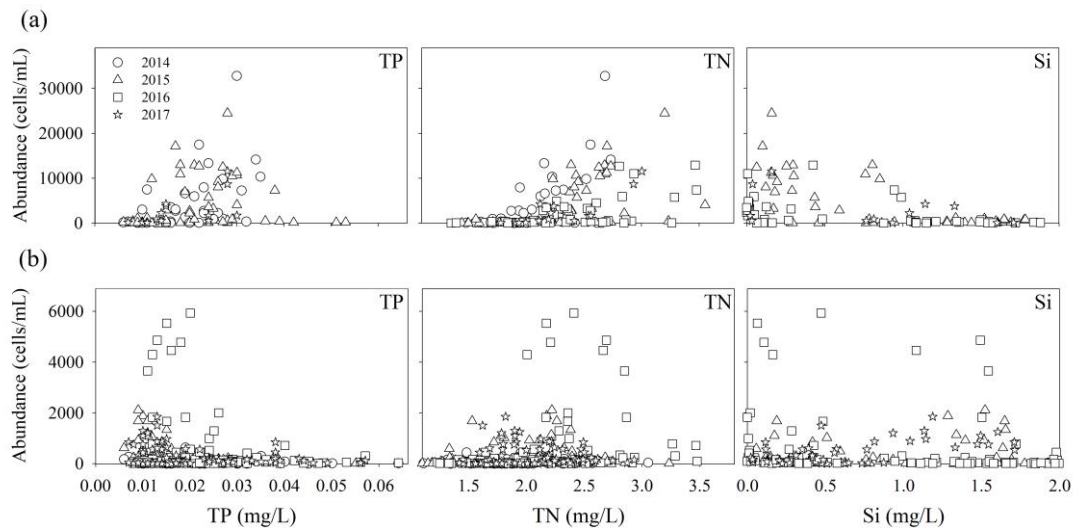 (a)
TP
TN
Si
2014
2015
2016
2017
Abundance (cells/mL)
30000
20000
10000
0
(b)
TP
TN
Si
Abundance (cells/mL)
6000
4000
2000
0
0.00 0.01 0.02 0.03 0.04 0.05 0.06
1.5 2.0 2.5 3.0 3.5
0.0 0.5 1.0 1.5 2.0
TP (mg/L)
TN (mg/L)
Si (mg/L)